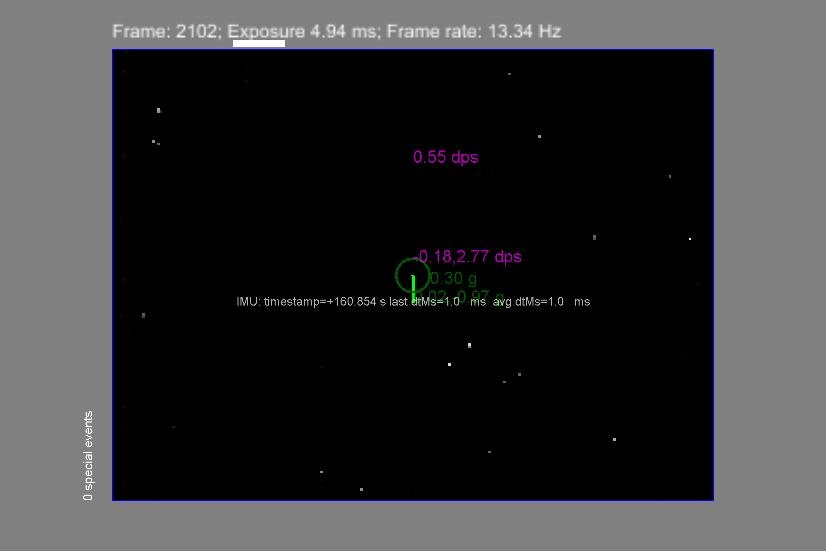 Frame: 2102; Exposure 4.94 ms; Frame rate: 13.34 Hz
0.55 dps
-0.18,2.77 dps
0.30 g
0.97 g
IMU: timestamp=+160.854 s last dtMs=1.0 ms avg dtMs=1.0 ms
0 special events